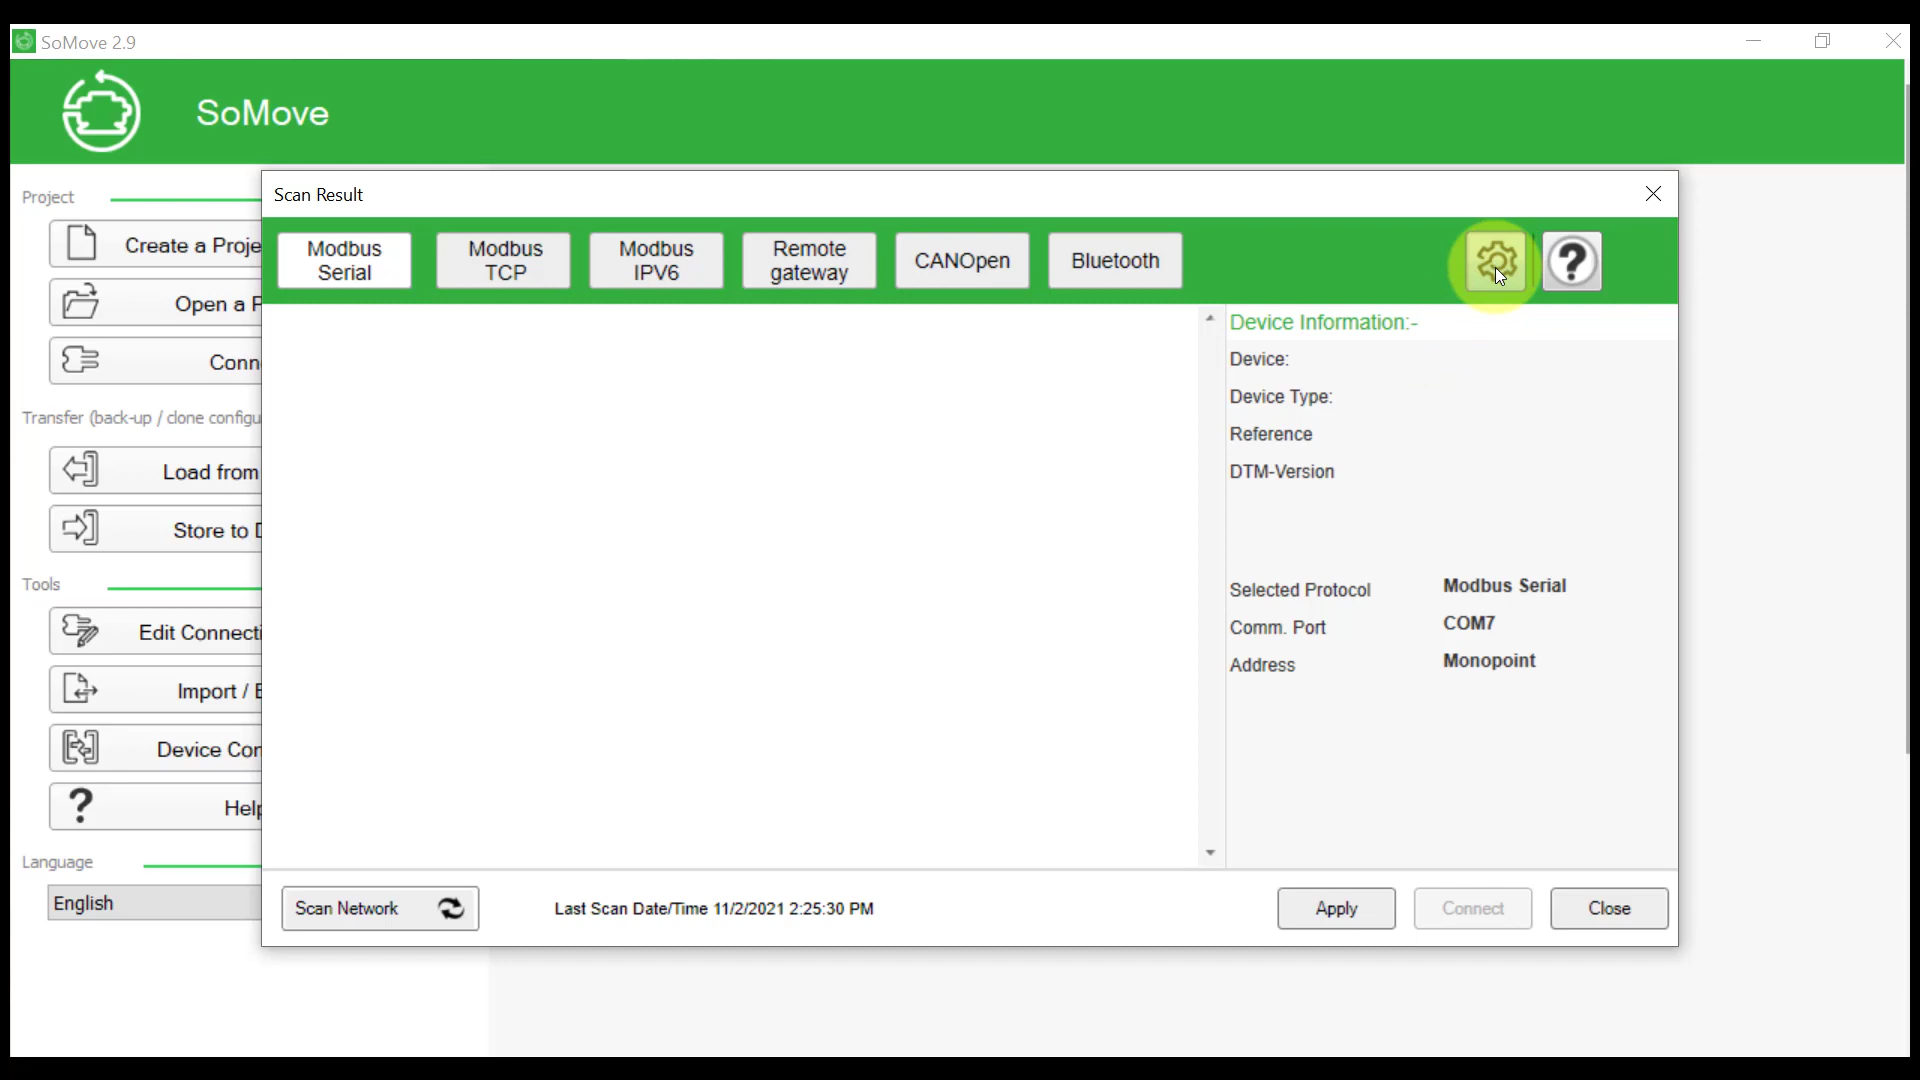 SoMove 2.9
SoMove
Project
Create a Proje
Open a P
Conn
Transfer (back-up / clone configu
Load from
Store to D
Tools
Edit Connecti
Import / E
Device Con
?
Help
Language
English
Scan Result
Modbus
Serial
Modbus
TCP
Modbus
IPV6
Remote
gateway
CANOpen
Bluetooth
?
Device Information:-
Device:
Device Type:
Reference
DTM-Version
Selected Protocol Modbus Serial
Comm. Port COM7
Address Monopoint
Scan Network
Last Scan Date/Time 11/2/2021 2:25:30 PM
Apply
Connect
Close